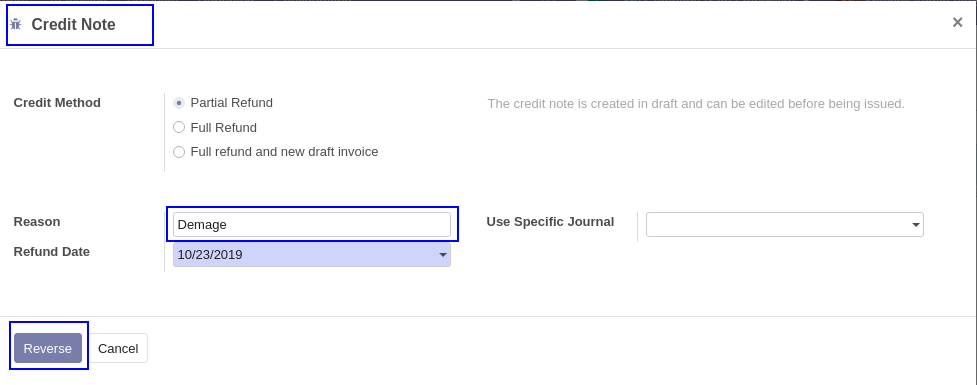 Credit Note
×
Credit Method
Partial Refund
The credit note is created in draft and can be edited before being issued.
Full Refund
Full refund and new draft invoice
Reason
Demage
Use Specific Journal
Refund Date
10/23/2019
Reverse
Cancel